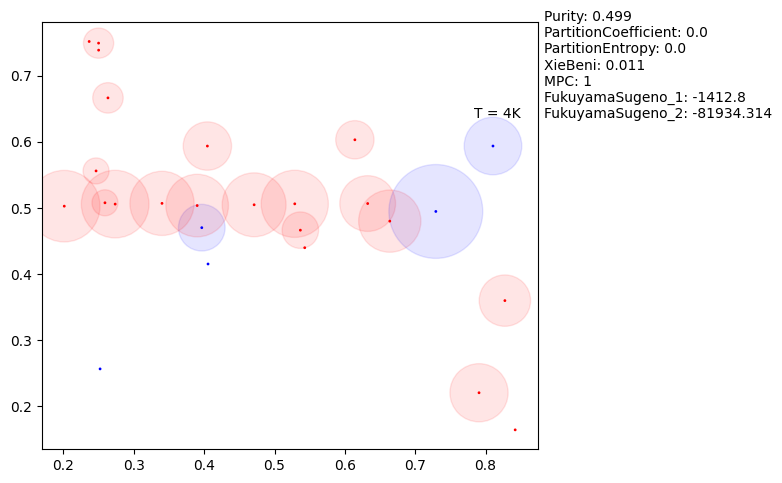 Purity: 0.499
PartitionCoefficient: 0.0
PartitionEntropy: 0.0
XieBeni: 0.011
MPC: 1
FukuyamaSugeno_1: -1412.8
FukuyamaSugeno_2: -81934.314
T = 4K
0.7
0.6
0.5
0.4
0.3
0.2
0.2 0.3 0.4 0.5 0.6 0.7 0.8